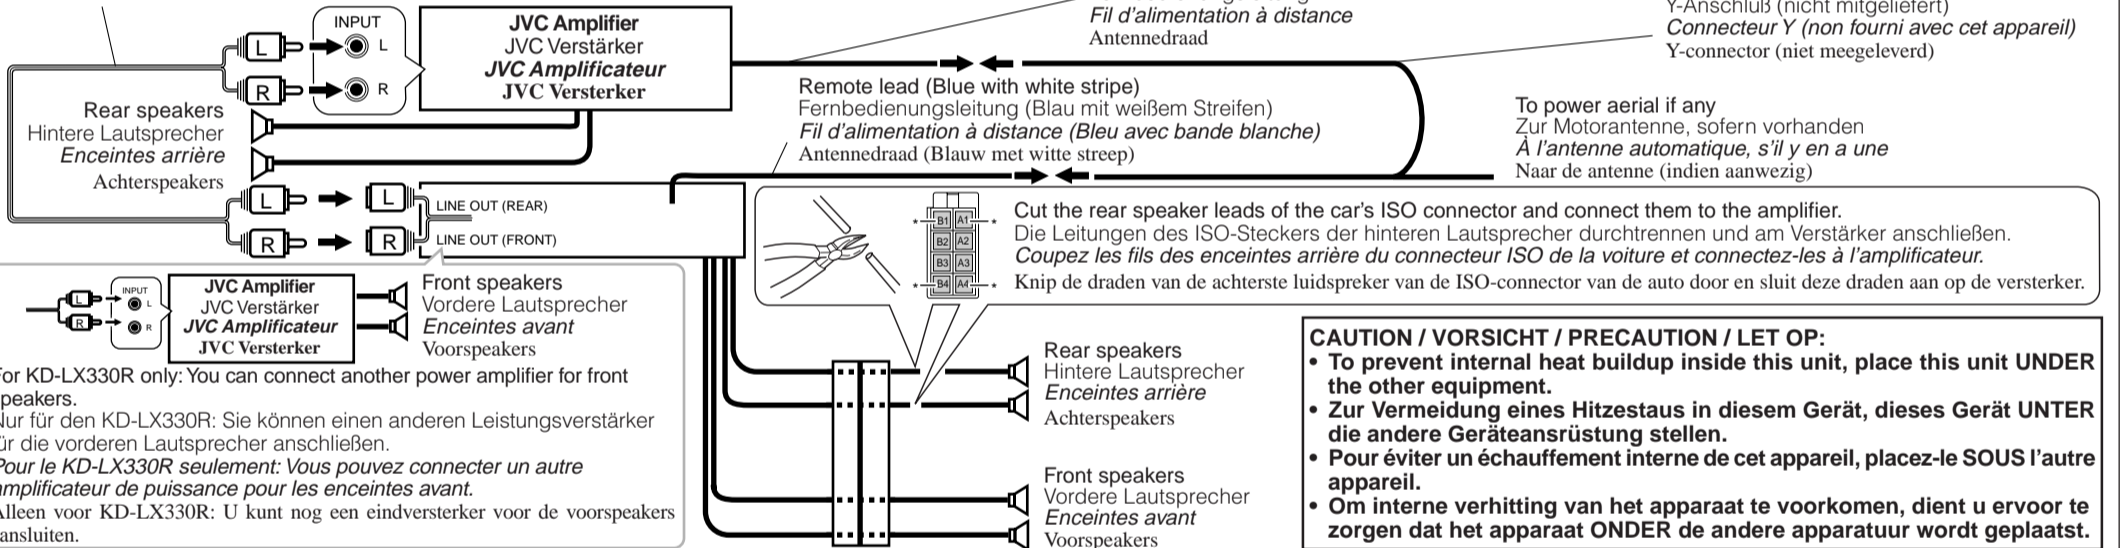 INPUT
L
R
L
R
JVC Amplifier
JVC Verstärker
JVC Amplificateur
JVC Versterker
Fil d'alimentation à distance
Antennedraad
Y-Anschluß (nicht mitgeliefert)
Connecteur Y (non fourni avec cet appareil)
Y-connector (niet meegeleverd)
Rear speakers
Hintere Lautsprecher
Enceintes arrière
Achterspeakers
Remote lead (Blue with white stripe)
Fernbedienungsleitung (Blau mit weißem Streifen)
Fil d'alimentation à distance (Bleu avec bande blanche)
Antennedraad (Blauw met witte streep)
To power aerial if any
Zur Motorantenne, sofern vorhanden
À l'antenne automatique, s'il y en a une
Naar de antenne (indien aanwezig)
L
L
LINE OUT (REAR)
R
R
LINE OUT (FRONT)
* B1 A1 *
B2 A2
B3 A3
* B4 A4 *
Cut the rear speaker leads of the car's ISO connector and connect them to the amplifier.
Die Leitungen des ISO-Steckers der hinteren Lautsprecher durchtrennen und am Verstärker anschließen.
Coupez les fils des enceintes arrière du connecteur ISO de la voiture et connectez-les à l'amplificateur.
Knip de draden van de achterste luidspreker van de ISO-connector van de auto door en sluit deze draden aan op de versterker.
L
R
INPUT
L
R
JVC Amplifier
JVC Verstärker
JVC Amplificateur
JVC Versterker
Front speakers
Vordere Lautsprecher
Enceintes avant
Voorspeakers
For KD-LX330R only: You can connect another power amplifier for front
speakers.
Nur für den KD-LX330R: Sie können einen anderen Leistungsverstärker
für die vorderen Lautsprecher anschließen.
Pour le KD-LX330R seulement: Vous pouvez connecter un autre
amplificateur de puissance pour les enceintes avant.
Alleen voor KD-LX330R: U kunt nog een eindversterker voor de voorspeakers
aansluiten.
Rear speakers
Hintere Lautsprecher
Enceintes arrière
Achterspeakers
Front speakers
Vordere Lautsprecher
Enceintes avant
Voorspeakers
CAUTION / VORSICHT / PRECAUTION / LET OP:
• To prevent internal heat buildup inside this unit, place this unit UNDER
the other equipment.
• Zur Vermeidung eines Hitzestaus in diesem Gerät, dieses Gerät UNTER
die andere Geräteansrüstung stellen.
• Pour éviter un échauffement interne de cet appareil, placez-le SOUS l'autre
appareil.
• Om interne verhitting van het apparaat te voorkomen, dient u ervoor te
zorgen dat het apparaat ONDER de andere apparatuur wordt geplaatst.